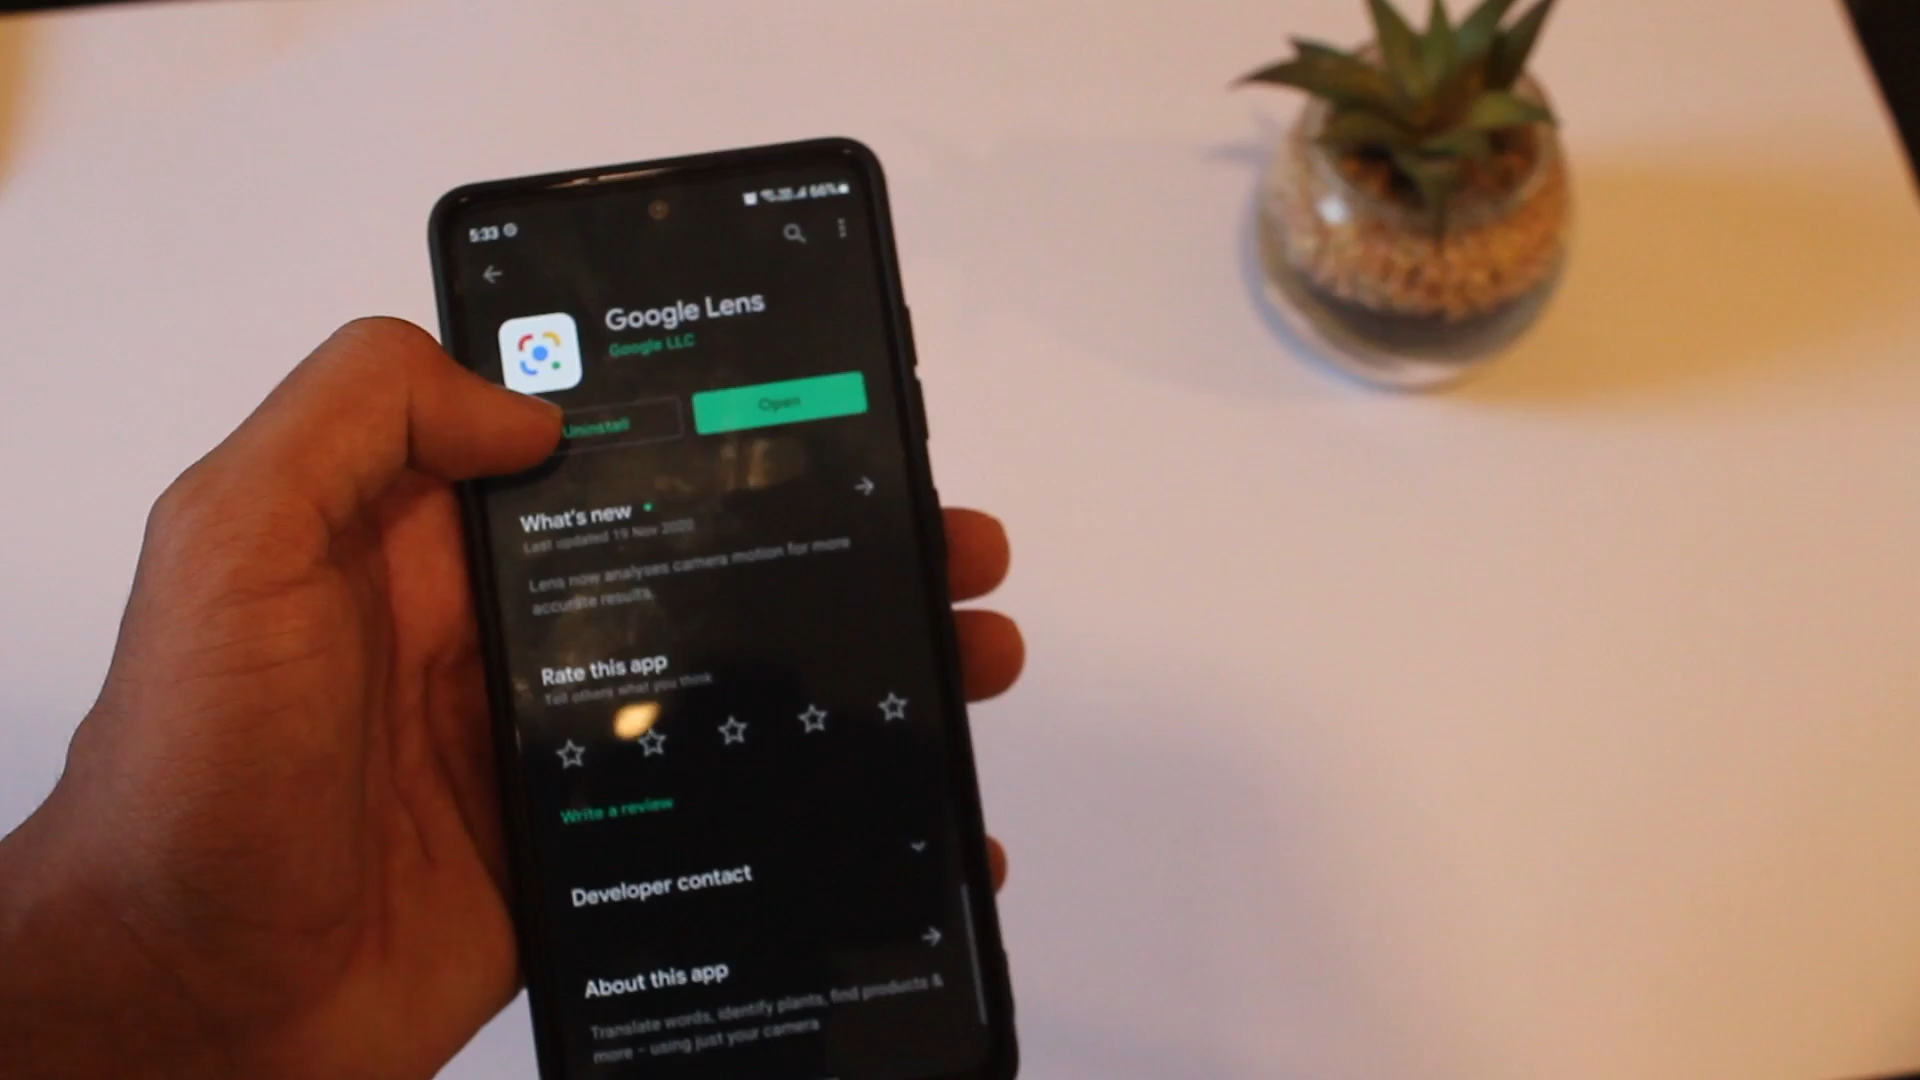 5:33
66%
Google Lens
Google LLC
Uninstall
Open
What's new
Last updated 19 Nov 2020
Lens now analyses camera motion for more
accurate results.
Rate this app
Tell others what you think
Write a review
Developer contact
About this app
Translate words, identify plants, find products &
more - using just your camera